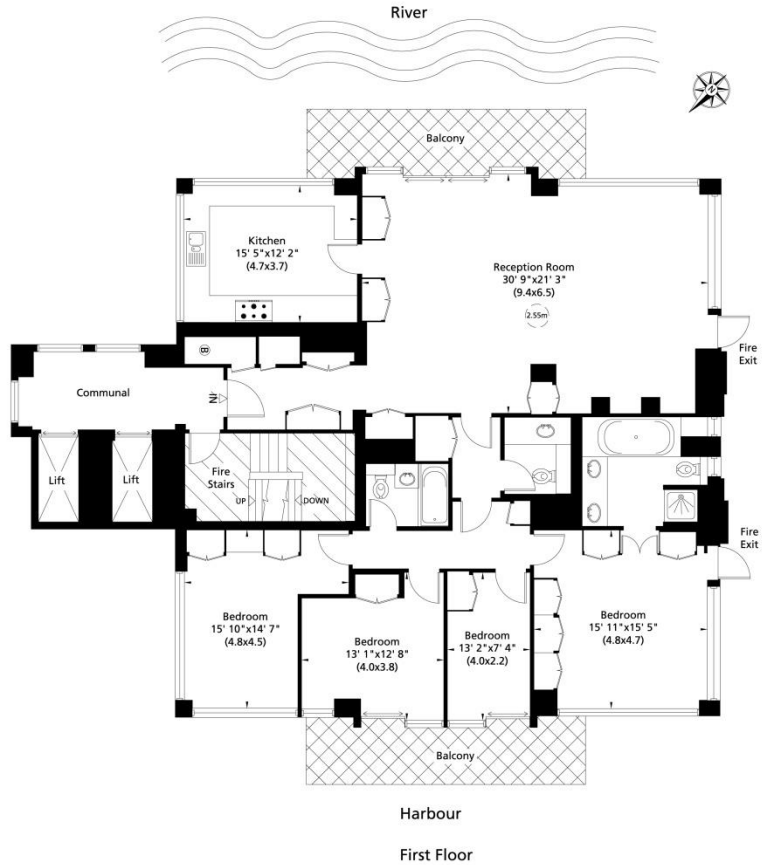 River
N
Balcony
Kitchen
15' 5"x12' 2"
(4.7x3.7)
Reception Room
30' 9"x21' 3"
(9.4x6.5)
2.55m
Fire
Exit
B
Communal
IN
Lift
Lift
Fire
Stairs
UP
DOWN
Fire
Exit
Bedroom
15' 10"x14' 7"
(4.8x4.5)
Bedroom
13' 1"x12' 8"
(4.0x3.8)
Bedroom
13' 2"x7' 4"
(4.0x2.2)
Bedroom
15' 11"x15' 5"
(4.8x4.7)
Balcony
Harbour
First Floor